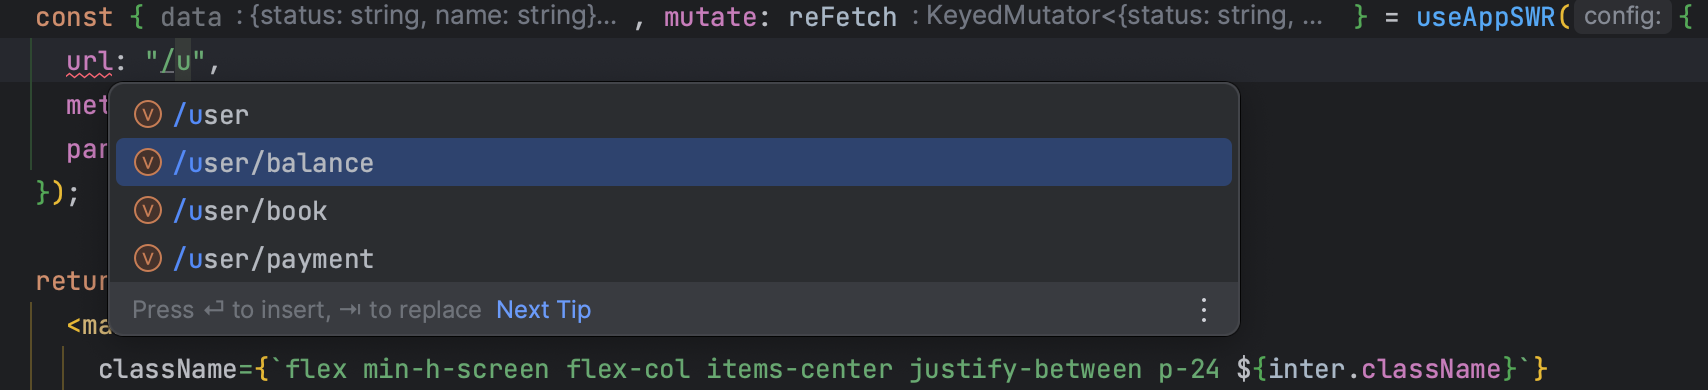 const { data :{status: string, name: string}... , mutate: reFetch :KeyedMutator<{status: string, ... } = useAppSWR( config: {
url: "/u",
met
par
});
/user
/user/balance
/user/book
/user/payment
Press ⏎ to insert, ⇥ to replace Next Tip
retur
<ma
className={`flex min-h-screen flex-col items-center justify-between p-24 ${inter.className}`}